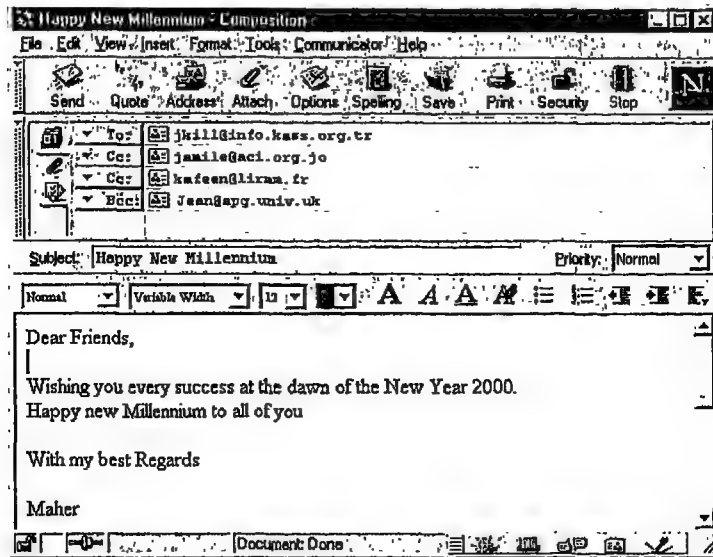 Happy New Millennium - Composition
File Edit View Insert Format Tools Communicator Help
Send Quote Address Attach Options Spelling Save Print Security Stop N
To: jkill@info.kass.org.tr
Cc: jamile@aci.org.jo
Cc: kafeen@liram.fr
Bcc: Jean@apg.univ.uk
Subject: Happy New Millennium Priority: Normal
Normal Variable Width 12 A A A A
Dear Friends,
Wishing you every success at the dawn of the New Year 2000.
Happy new Millennium to all of you
With my best Regards
Maher
Document: Done